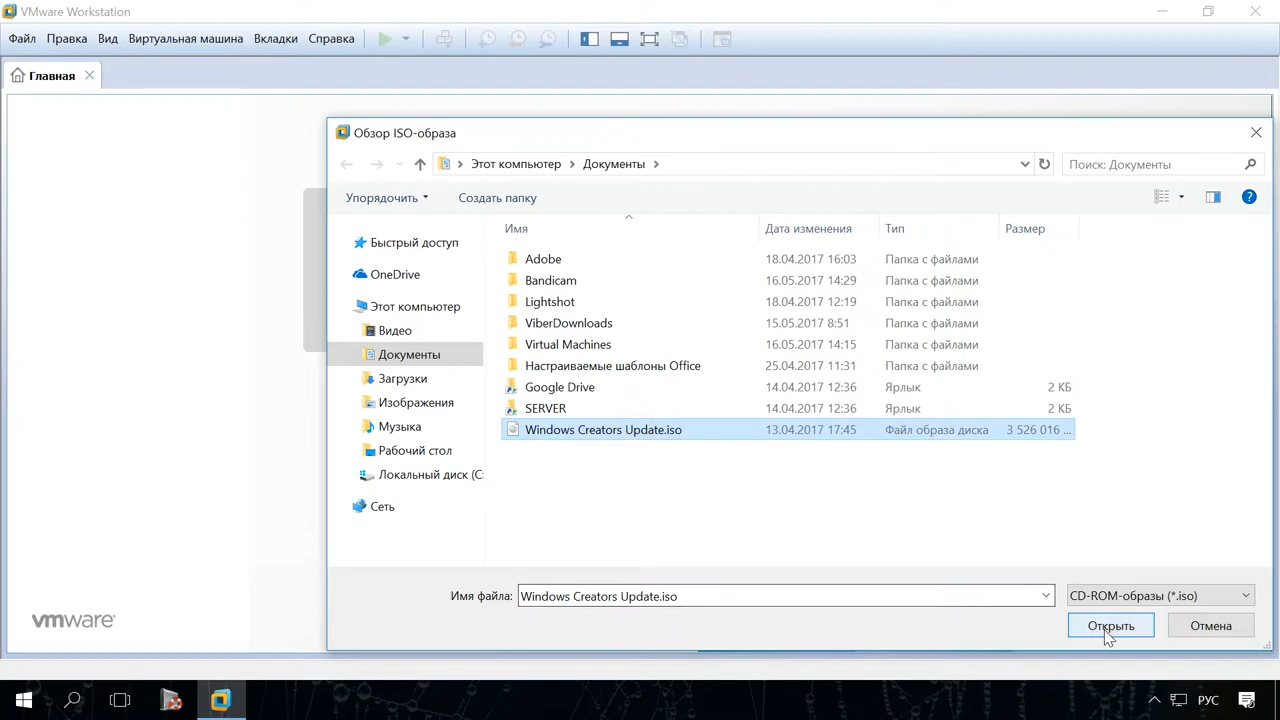 VMware Workstation
Файл Правка Вид Виртуальная машина Вкладки Справка
Главная
Обзор ISO-образа
Этот компьютер Документы
Поиск: Документы
Упорядочить Создать папку
Имя Дата изменения Тип Размер
Быстрый доступ
OneDrive
Этот компьютер
Видео
Документы
Загрузки
Изображения
Музыка
Рабочий стол
Локальный диск (C:
Сеть
Adobe 18.04.2017 16:03 Папка с файлами
Bandicam 16.05.2017 14:29 Папка с файлами
Lightshot 18.04.2017 12:19 Папка с файлами
ViberDownloads 15.05.2017 8:51 Папка с файлами
Virtual Machines 16.05.2017 14:15 Папка с файлами
Настраиваемые шаблоны Office 25.04.2017 11:31 Папка с файлами
Google Drive 14.04.2017 12:36 Ярлык 2 КБ
SERVER 14.04.2017 12:36 Ярлык 2 КБ
Windows Creators Update.iso 13.04.2017 17:45 Файл образа диска 3 526 016 ...
Имя файла: Windows Creators Update.iso CD-ROM-образы (*.iso)
Открыть Отмена
vmware
РУС